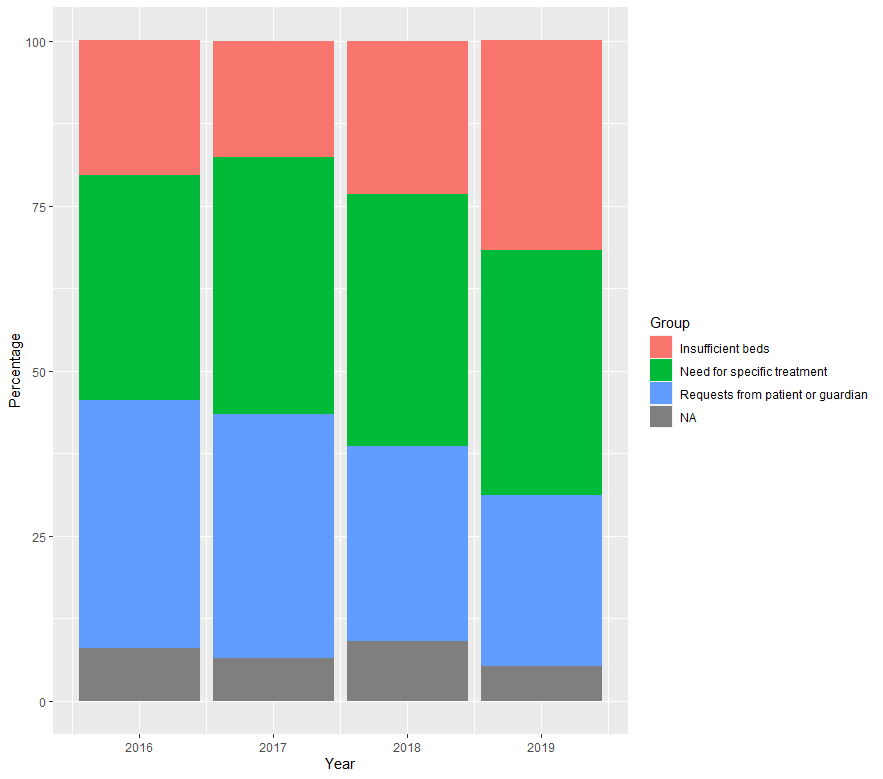 Percentage
100
75
50
25
0
2016 2017 2018 2019
Year
Group
Insufficient beds
Need for specific treatment
Requests from patient or guardian
NA